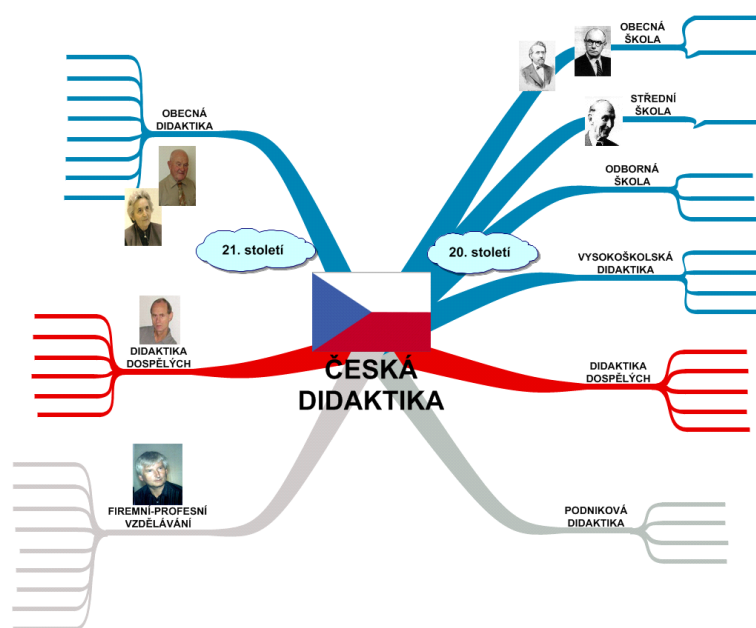 OBECNÁ
ŠKOLA
STŘEDNÍ
ŠKOLA
OBECNÁ
DIDAKTIKA
ODBORNÁ
ŠKOLA
21. století
20. století
VYSOKOŠKOLSKÁ
DIDAKTIKA
DIDAKTIKA
DOSPĚLÝCH
ČESKÁ
DIDAKTIKA
DIDAKTIKA
DOSPĚLÝCH
FIREMNÍ-PROFESNÍ
VZDĚLÁVÁNÍ
PODNIKOVÁ
DIDAKTIKA